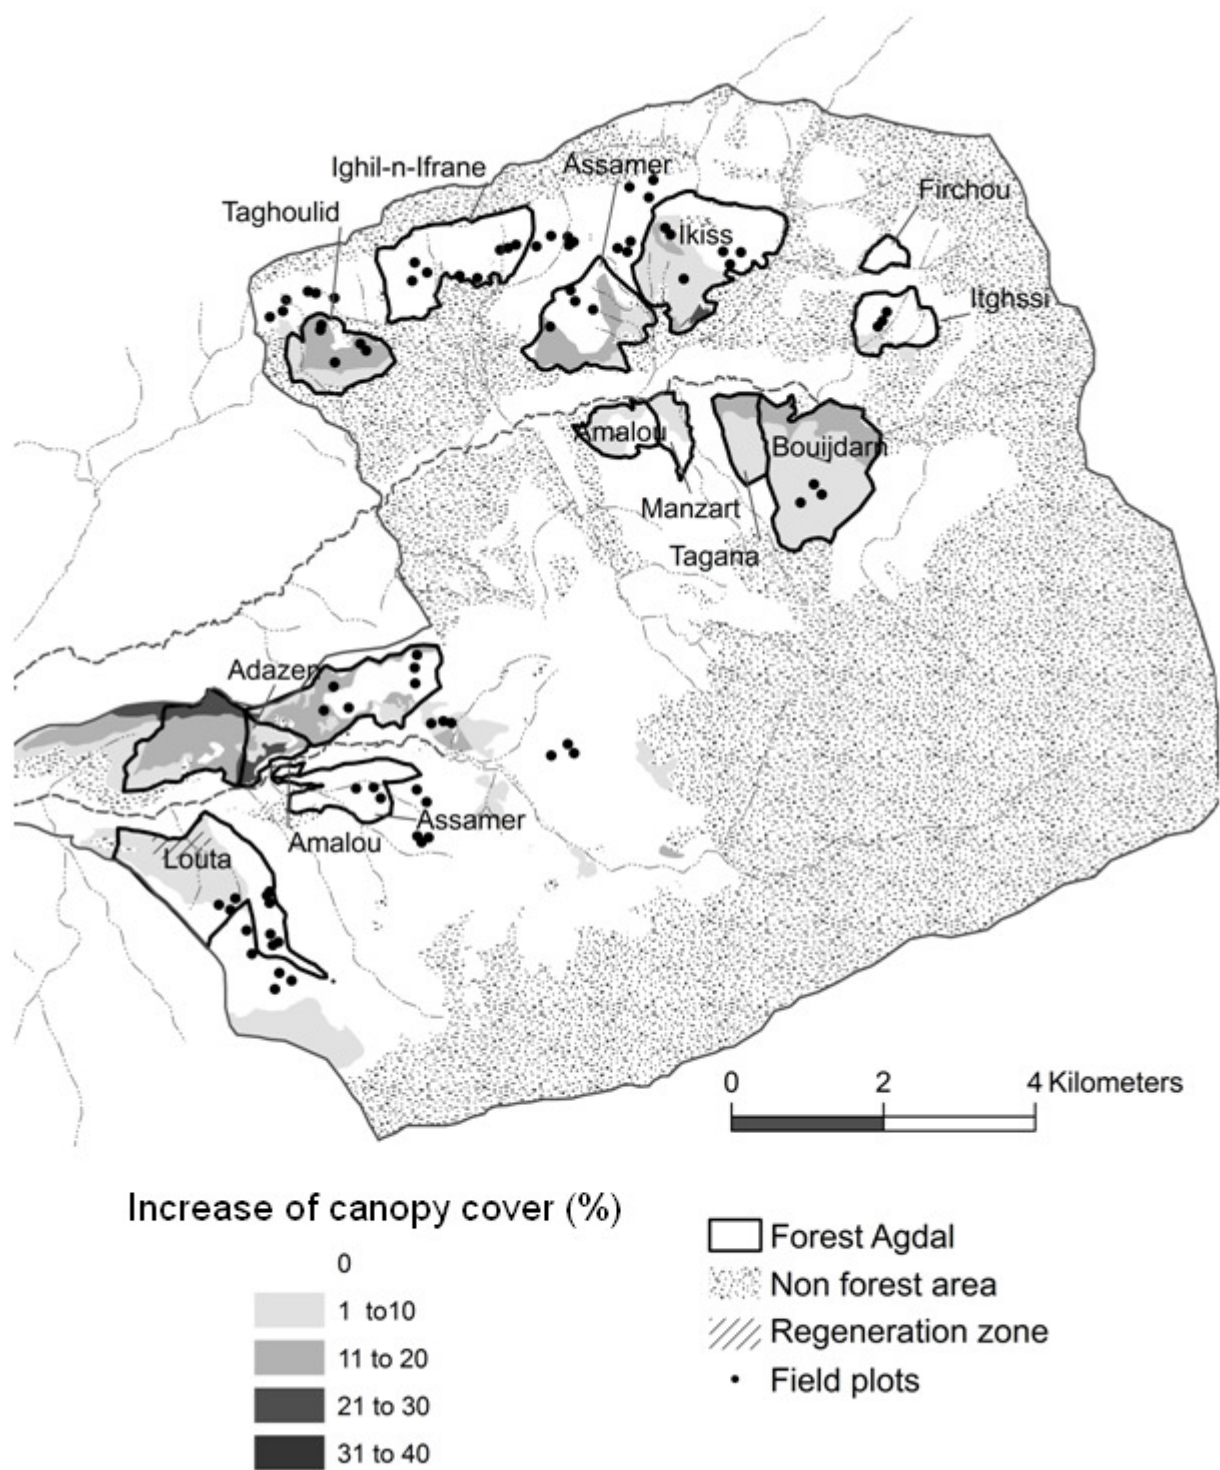 Ighil-n-Ifrane
Assamer
Firchou
Taghoulid
Ikiss
Itghssi
Amalou
Bouijdarn
Manzart
Tagana
Adazen
Assamer
Amalou
Louta
0 2 4 Kilometers
Increase of canopy cover (%)
0
1 to10
11 to 20
21 to 30
31 to 40
Forest Agdal
Non forest area
Regeneration zone
Field plots